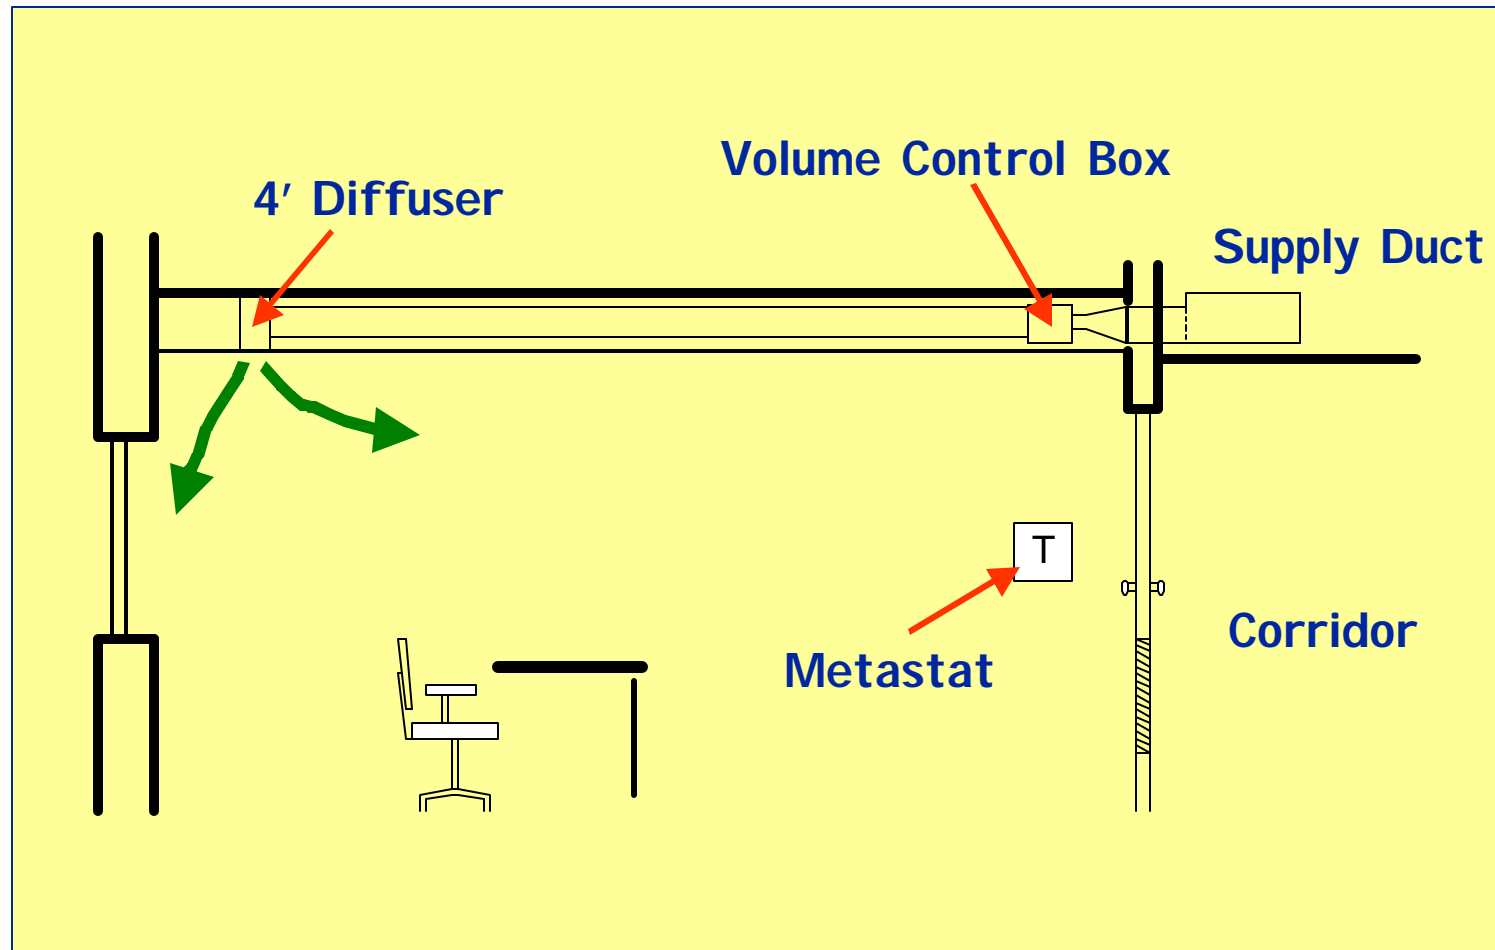 Volume Control Box
4' Diffuser
Supply Duct
T
Corridor
Metastat